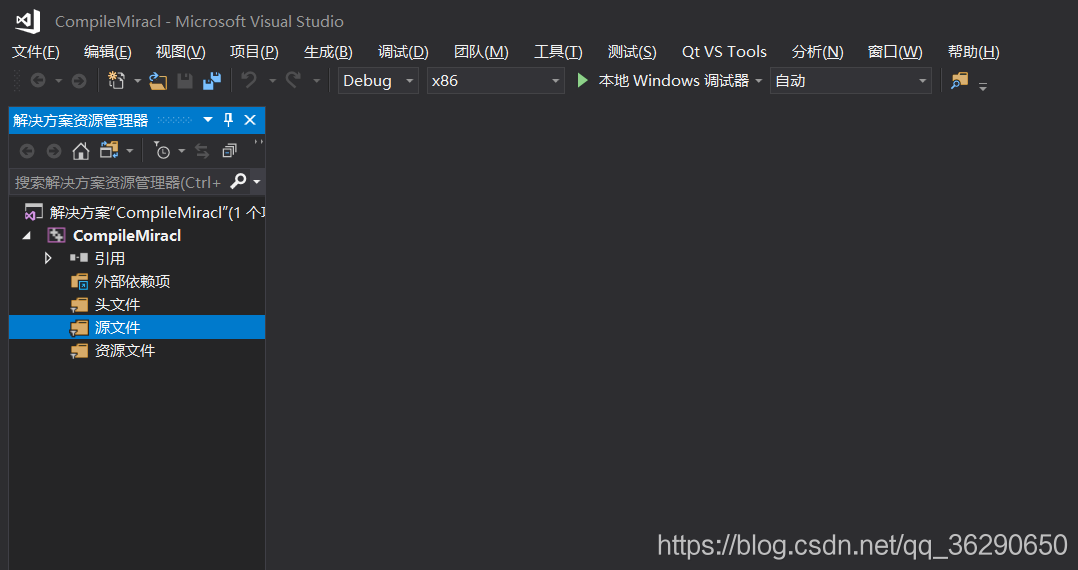 CompileMiracl - Microsoft Visual Studio
文件(F) 编辑(E) 视图(V) 项目(P) 生成(B) 调试(D) 团队(M) 工具(T) 测试(S) Qt VS Tools 分析(N) 窗口(W) 帮助(H)
Debug x86 本地 Windows 调试器 自动
解决方案资源管理器
搜索解决方案资源管理器(Ctrl+
解决方案"CompileMiracl"(1 个
CompileMiracl
引用
外部依赖项
头文件
源文件
资源文件
https://blog.csdn.net/qq_36290650